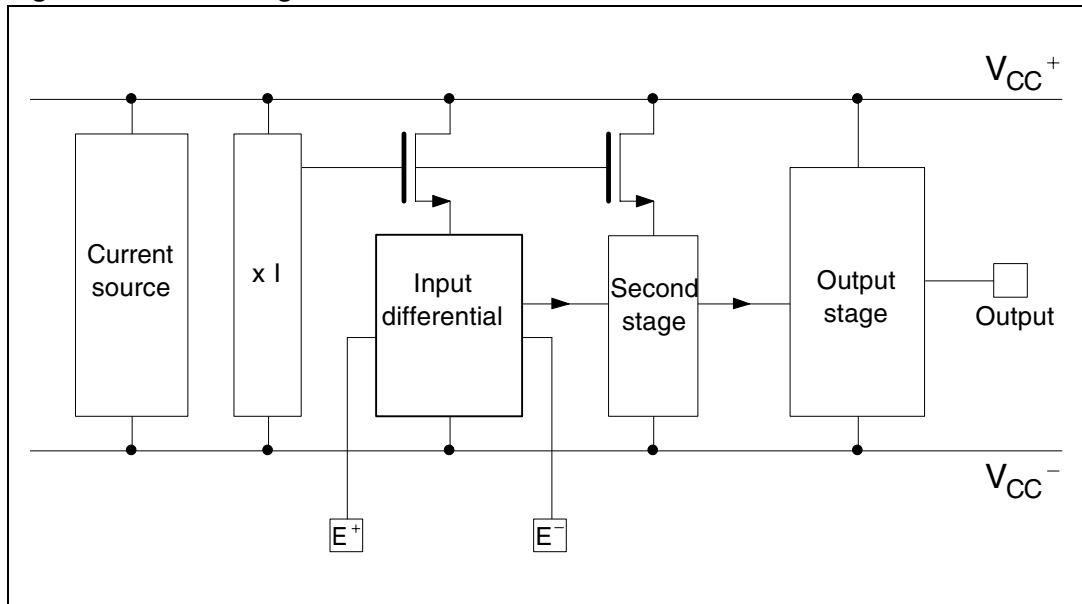 V_CC+
Current
source
x I
Input
differential
Second
stage
Output
stage
Output
V_CC−
E+
E−